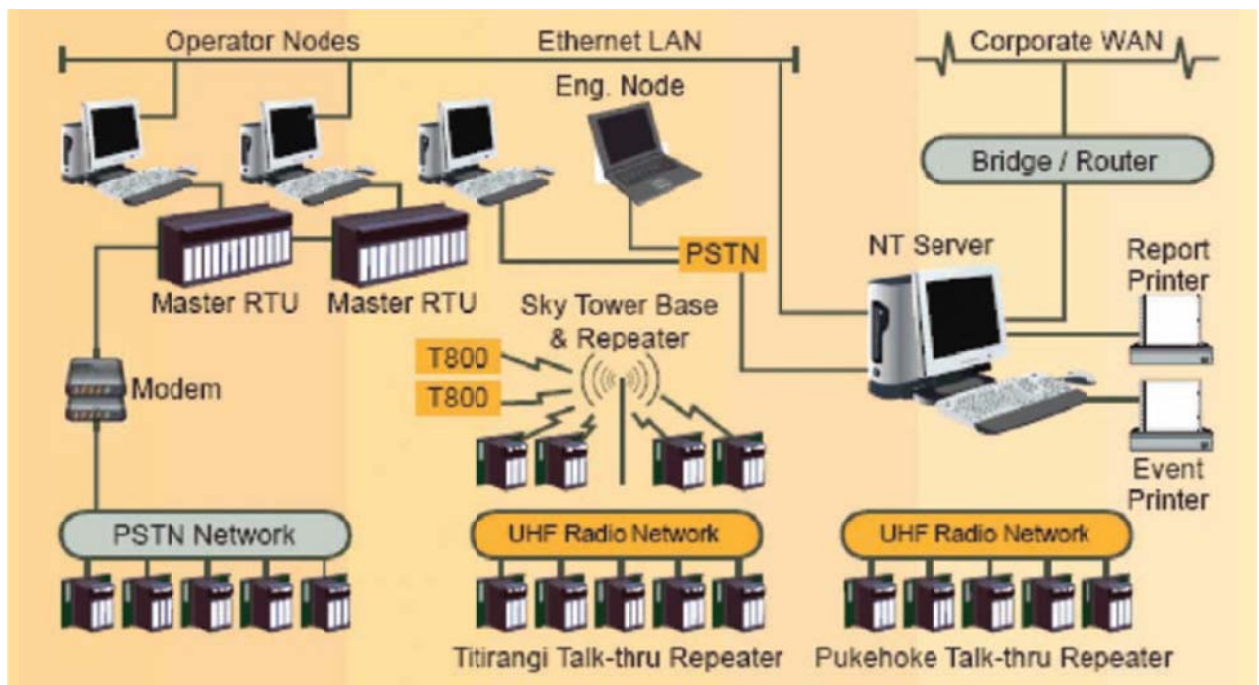 Operator Nodes
Ethernet LAN
Corporate WAN
Eng. Node
Bridge / Router
PSTN
NT Server
Report
Printer
Master RTU
Master RTU
Sky Tower Base
& Repeater
T800
T800
Modem
Event
Printer
PSTN Network
UHF Radio Network
UHF Radio Network
Titirangi Talk-thru Repeater
Pukehoke Talk-thru Repeater